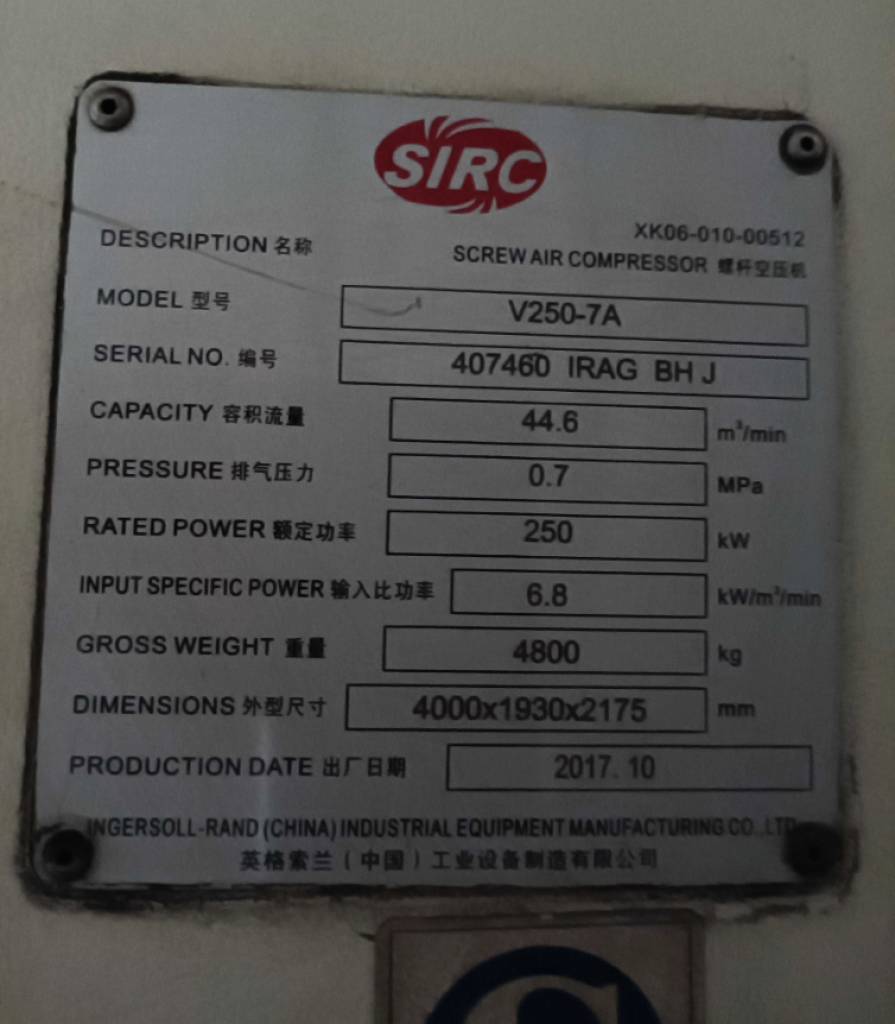 SIRC
XK06-010-00512
DESCRIPTION 名称 SCREW AIR COMPRESSOR 螺杆空压机
MODEL 型号 V250-7A
SERIAL NO. 编号 407460 IRAG BH J
CAPACITY 容积流量 44.6 m³/min
PRESSURE 排气压力 0.7 MPa
RATED POWER 额定功率 250 kW
INPUT SPECIFIC POWER 输入比功率 6.8 kW/m³/min
GROSS WEIGHT 重量 4800 kg
DIMENSIONS 外型尺寸 4000x1930x2175 mm
PRODUCTION DATE 出厂日期 2017. 10
INGERSOLL-RAND (CHINA) INDUSTRIAL EQUIPMENT MANUFACTURING CO.,LTD
英格索兰（中国）工业设备制造有限公司